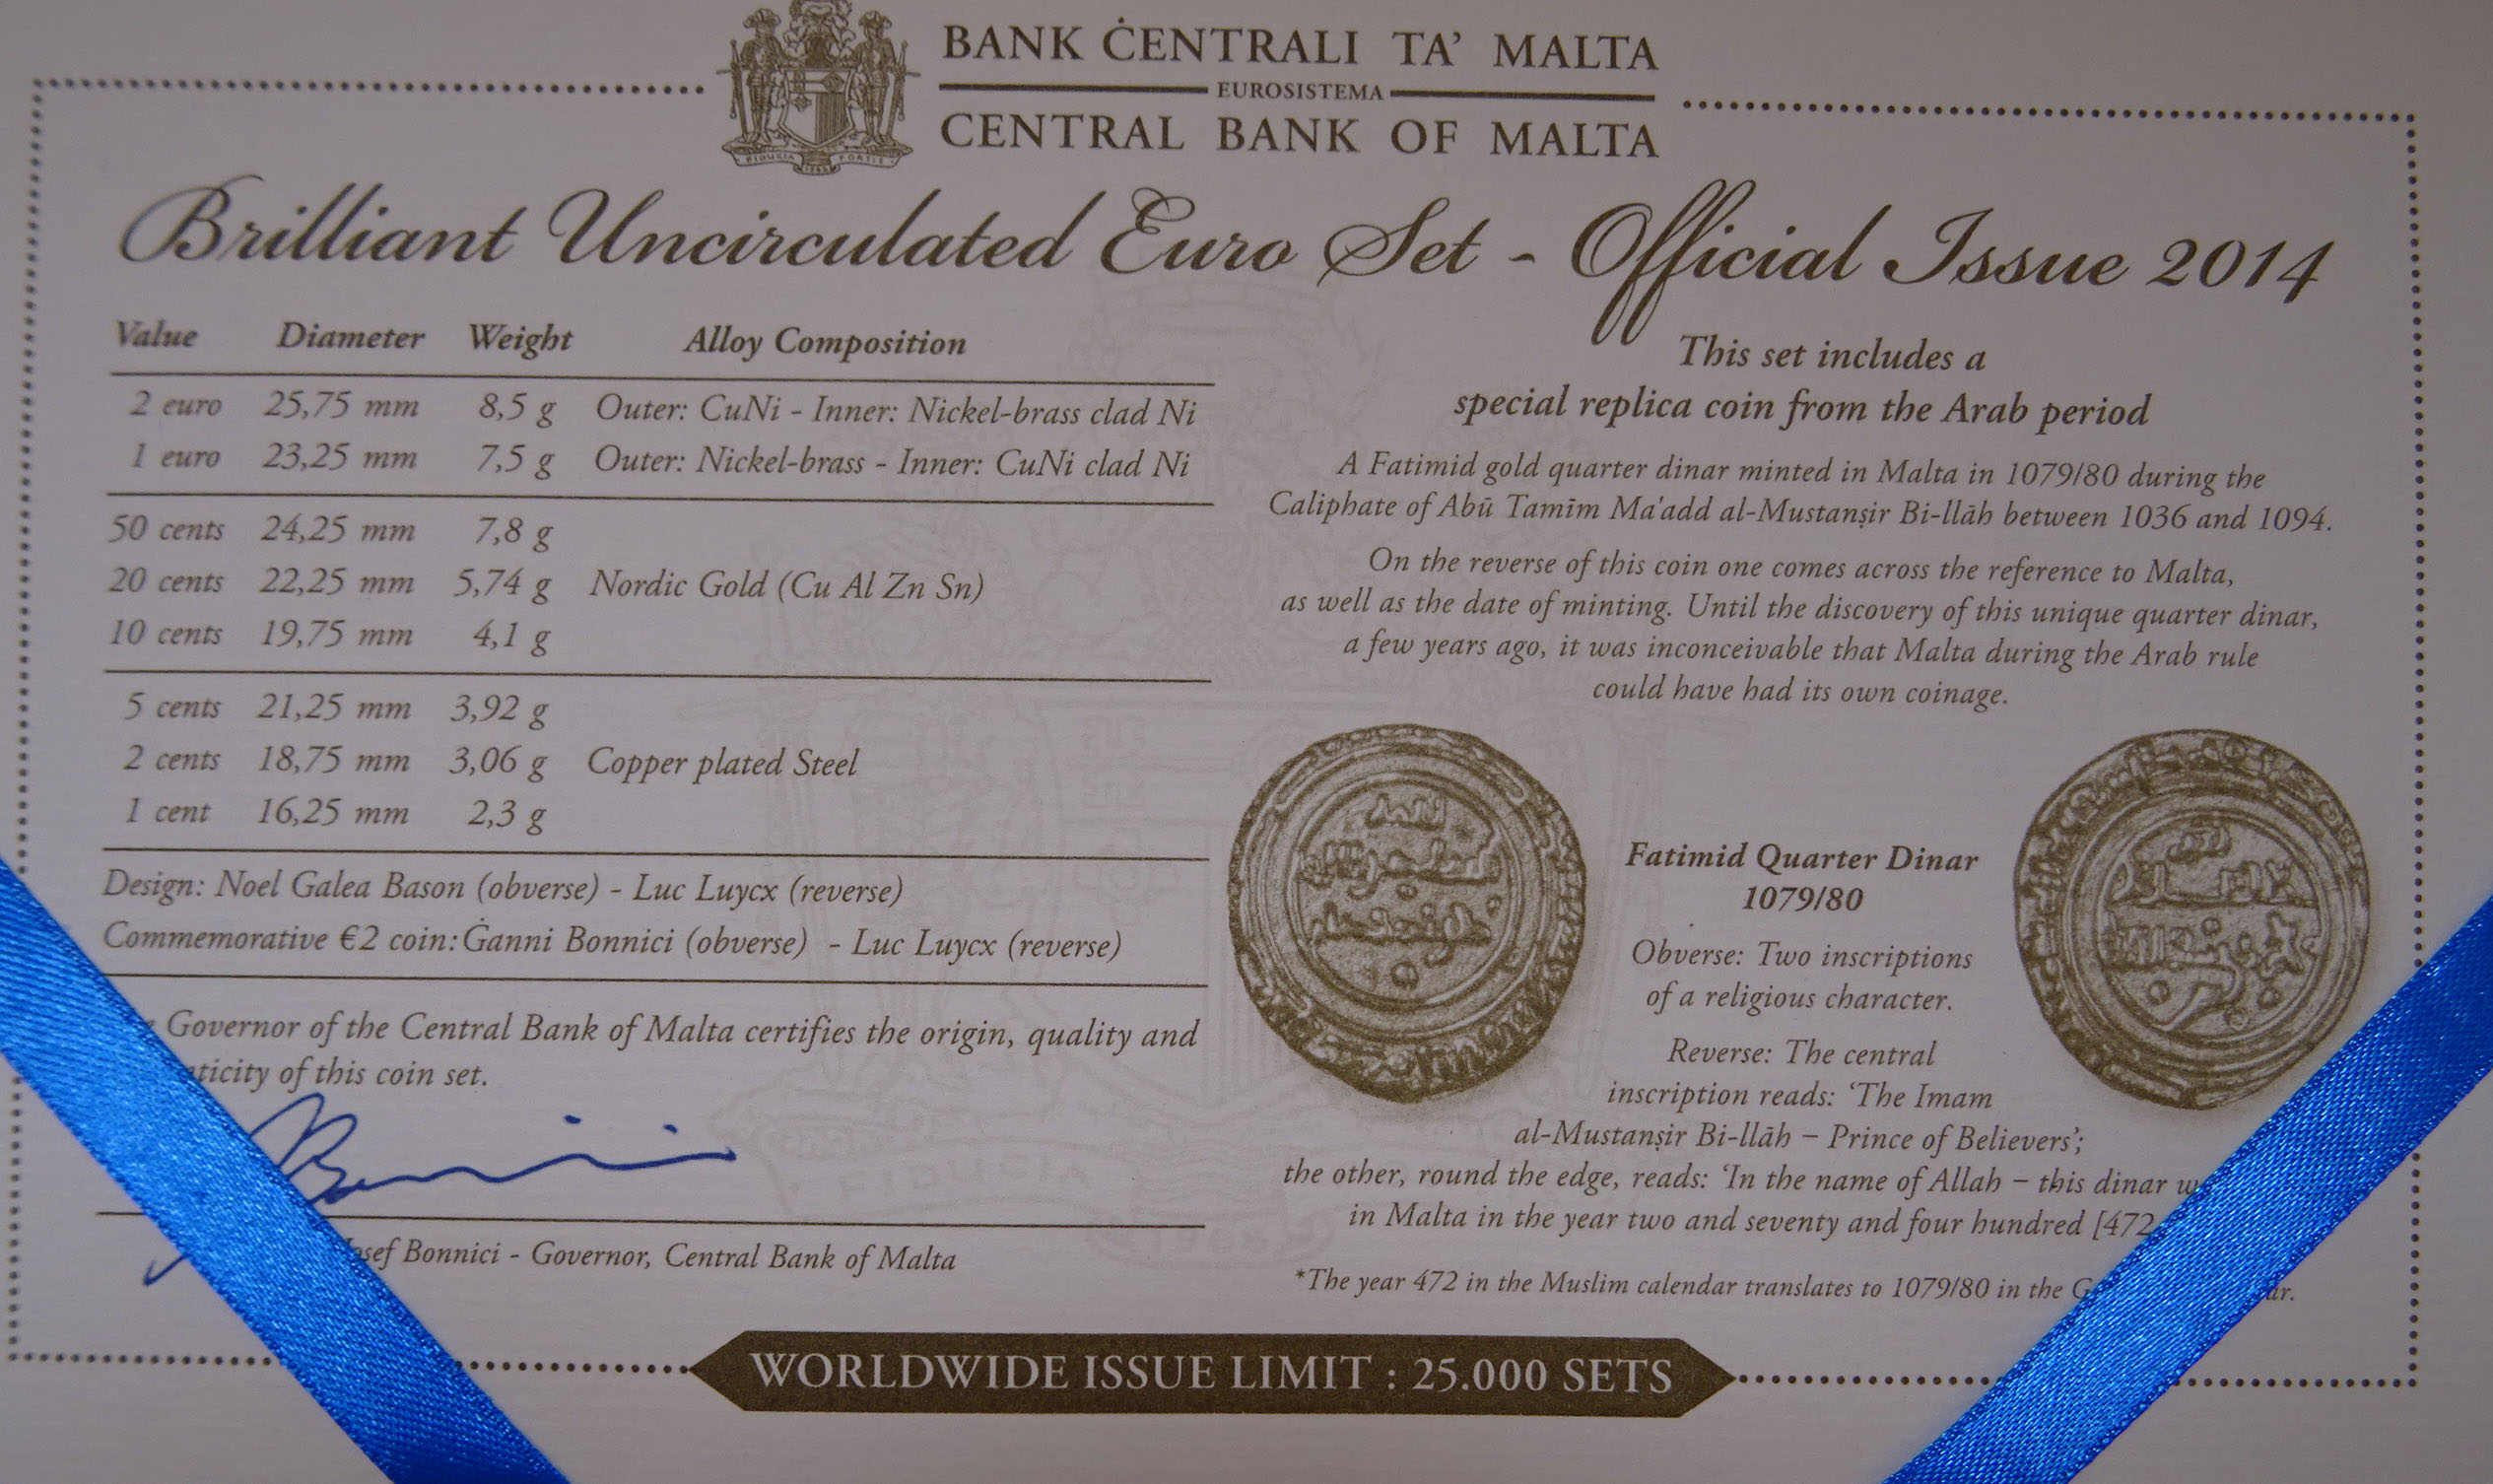 BANK ĊENTRALI TA' MALTA
EUROSISTEMA
CENTRAL BANK OF MALTA
FIDUCIA FORTIS
Brilliant Uncirculated Euro Set - Official Issue 2014
Value Diameter Weight Alloy Composition
2 euro 25,75 mm 8,5 g Outer: CuNi - Inner: Nickel-brass clad Ni
1 euro 23,25 mm 7,5 g Outer: Nickel-brass - Inner: CuNi clad Ni
50 cents 24,25 mm 7,8 g
20 cents 22,25 mm 5,74 g Nordic Gold (Cu Al Zn Sn)
10 cents 19,75 mm 4,1 g
5 cents 21,25 mm 3,92 g
2 cents 18,75 mm 3,06 g Copper plated Steel
1 cent 16,25 mm 2,3 g
Design: Noel Galea Bason (obverse) - Luc Luycx (reverse)
Commemorative €2 coin: Ġanni Bonnici (obverse) - Luc Luycx (reverse)
Governor of the Central Bank of Malta certifies the origin, quality and
of this coin set.
Bonnici - Governor, Central Bank of Malta
This set includes a
special replica coin from the Arab period
A Fatimid gold quarter dinar minted in Malta in 1079/80 during the
Caliphate of Abū Tamīm Ma'add al-Mustanṣir Bi-llāh between 1036 and 1094.
On the reverse of this coin one comes across the reference to Malta,
as well as the date of minting. Until the discovery of this unique quarter dinar,
a few years ago, it was inconceivable that Malta during the Arab rule
could have had its own coinage.
Fatimid Quarter Dinar
1079/80
Obverse: Two inscriptions
of a religious character.
Reverse: The central
inscription reads: 'The Imam
al-Mustanṣir Bi-llāh – Prince of Believers';
the other, round the edge, reads: 'In the name of Allah – this dinar
in Malta in the year two and seventy and four hundred [472
*The year 472 in the Muslim calendar translates to 1079/80 in the
WORLDWIDE ISSUE LIMIT : 25.000 SETS